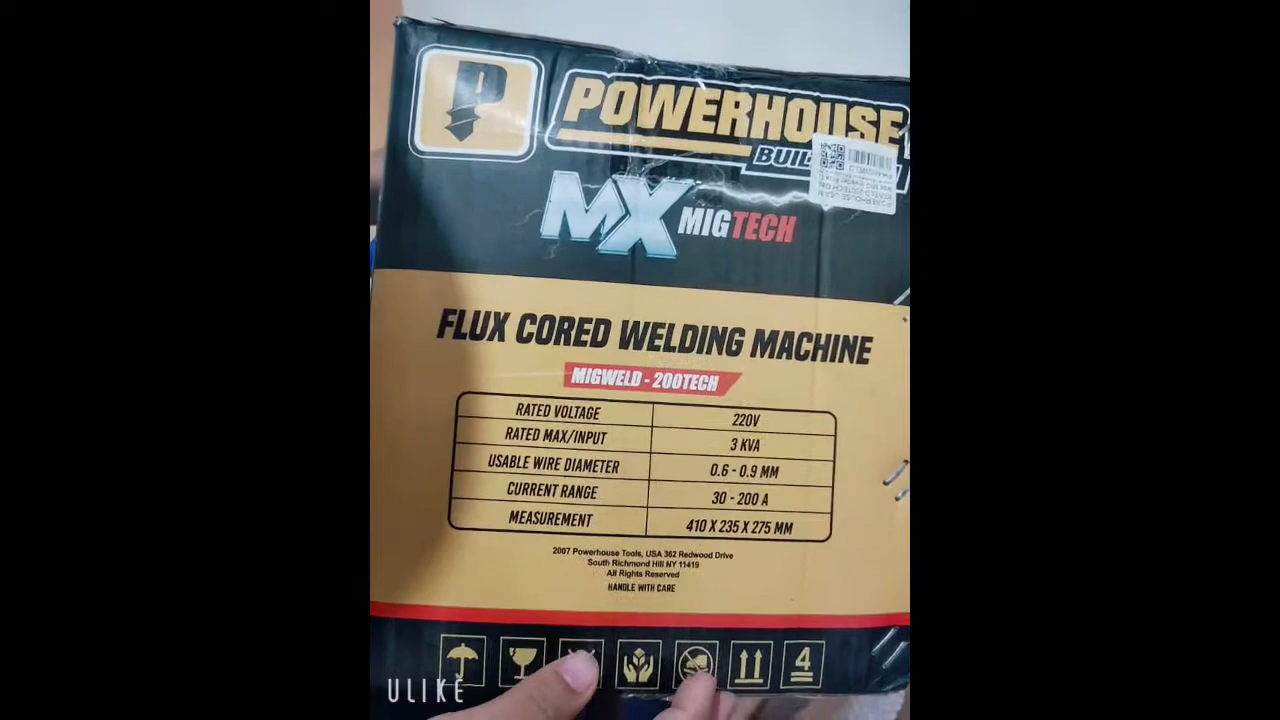 P
POWERHOUSE
BUIL
MX MIGTECH
FLUX CORED WELDING MACHINE
MIGWELD - 200TECH
RATED VOLTAGE 220V
RATED MAX/INPUT 3 KVA
USABLE WIRE DIAMETER 0.6 - 0.9 MM
CURRENT RANGE 30 - 200 A
MEASUREMENT 410 X 235 X 275 MM
2007 Powerhouse Tools, USA 362 Redwood Drive
South Richmond Hill NY 11419
All Rights Reserved
HANDLE WITH CARE
4
ULIKE